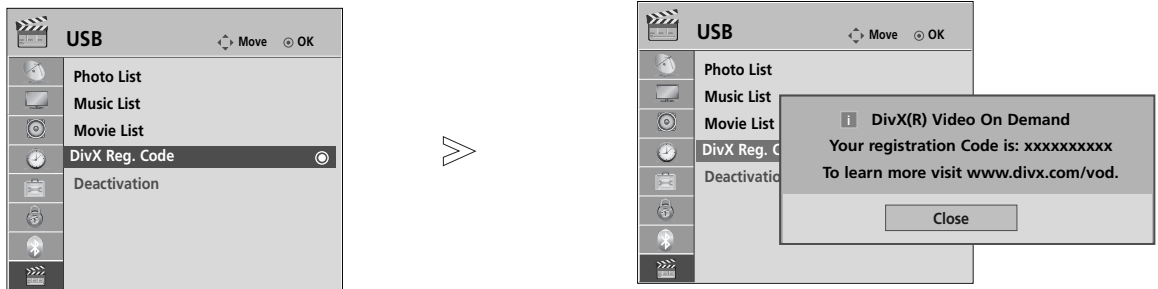 USB
Move
OK
Photo List
Music List
Movie List
DivX Reg. Code
Deactivation
USB
Move
OK
Photo List
Music List
Movie List
DivX Reg. C
Deactivatio
i DivX(R) Video On Demand
Your registration Code is: xxxxxxxxxx
To learn more visit www.divx.com/vod.
Close